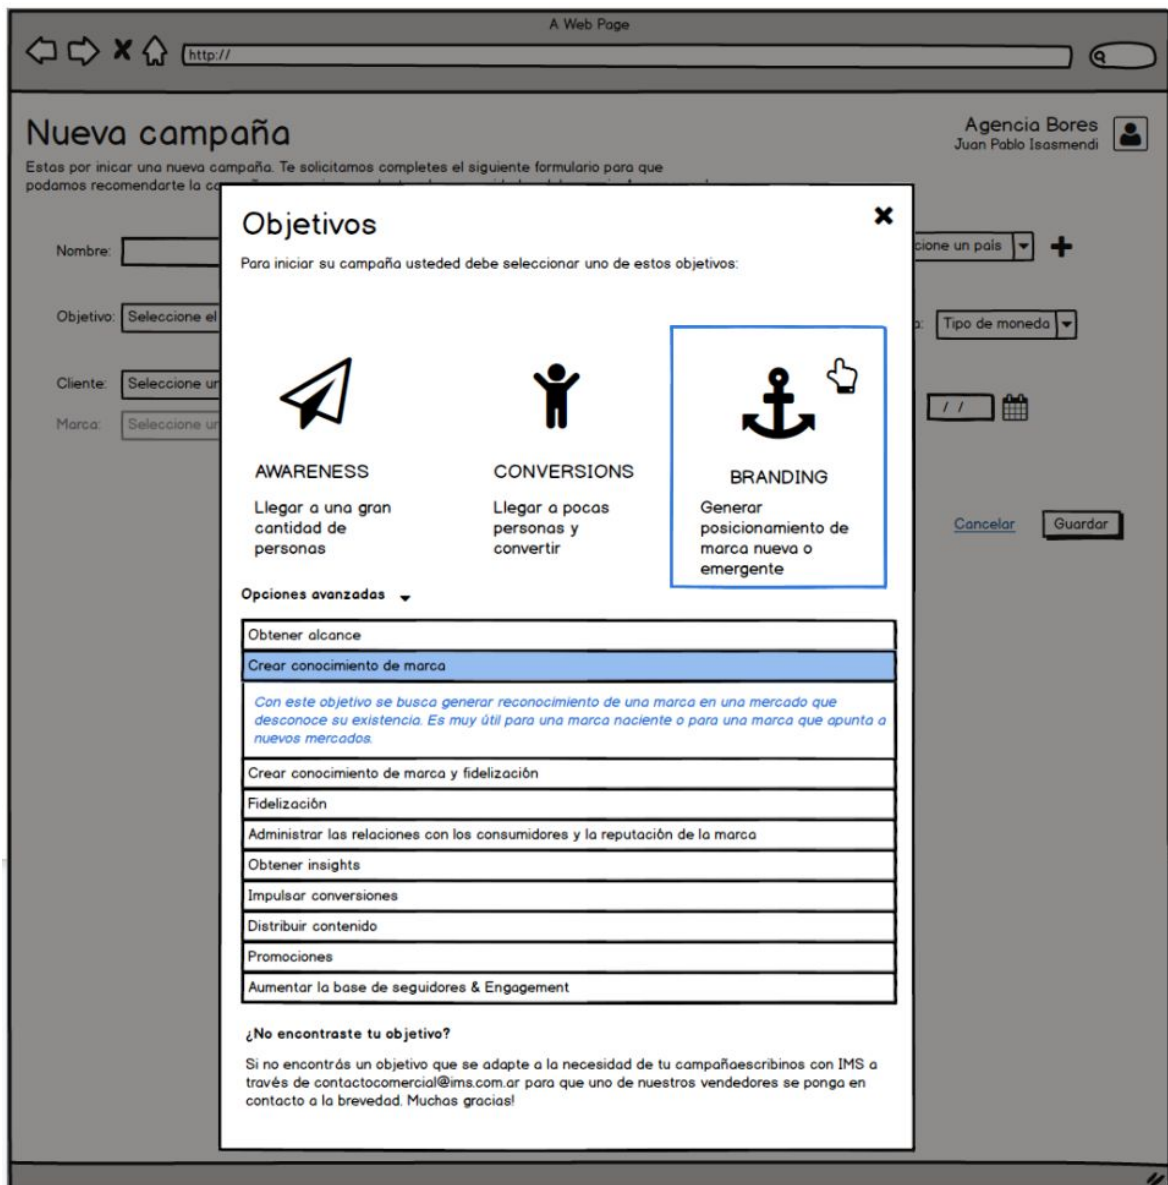 A Web Page
http://
Nueva campaña
Agencia Bores
Juan Pablo Isasmendi
Estas por inicar una nueva campaña. Te solicitamos completes el siguiente formulario para que
podamos recomendarte la
Nombre:
cione un país
Objetivo:
Seleccione el
Tipo de moneda
Cliente:
Seleccione un
/ /
Marca:
Seleccione un
Cancelar
Guardar
Objetivos
Para iniciar su campaña usteded debe seleccionar uno de estos objetivos:
AWARENESS
Llegar a una gran
cantidad de
personas
CONVERSIONS
Llegar a pocas
personas y
convertir
BRANDING
Generar
posicionamiento de
marca nueva o
emergente
Opciones avanzadas
Obtener alcance
Crear conocimiento de marca
Con este objetivo se busca generar reconocimiento de una marca en una mercado que
desconoce su existencia. Es muy útil para una marca naciente o para una marca que apunta a
nuevos mercados.
Crear conocimiento de marca y fidelización
Fidelización
Administrar las relaciones con los consumidores y la reputación de la marca
Obtener insights
Impulsar conversiones
Distribuir contenido
Promociones
Aumentar la base de seguidores & Engagement
¿No encontraste tu objetivo?
Si no encontrás un objetivo que se adapte a la necesidad de tu campañaescribinos con IMS a
través de contactocomercial@ims.com.ar para que uno de nuestros vendedores se ponga en
contacto a la brevedad. Muchas gracias!